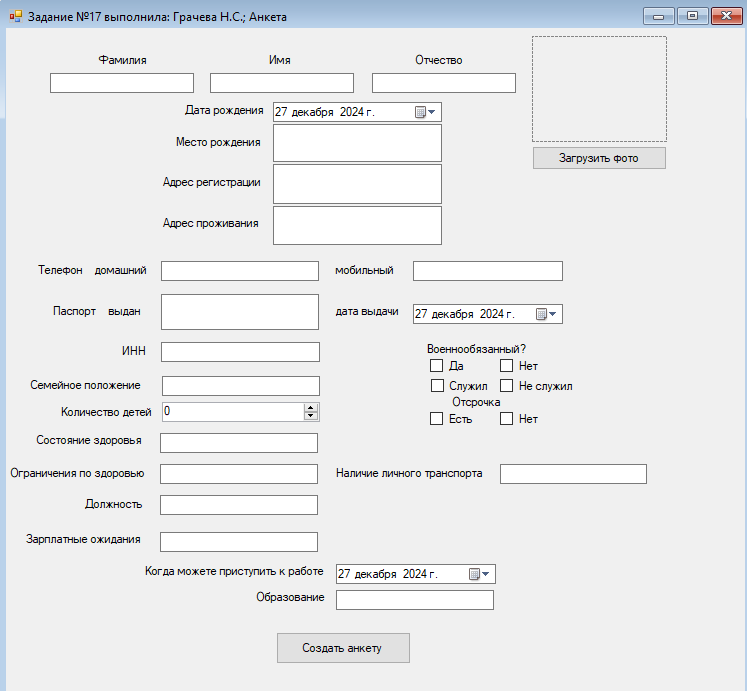 Задание №17 выполнила: Грачева Н.С.; Анкета
Фамилия Имя Отчество
Дата рождения 27 декабря 2024 г.
Место рождения
Загрузить фото
Адрес регистрации
Адрес проживания
Телефон домашний мобильный
Паспорт выдан дата выдачи 27 декабря 2024 г.
ИНН
Военнообязанный?
Да Нет
Семейное положение
Служил Не служил
Отсрочка
Количество детей 0
Есть Нет
Состояние здоровья
Ограничения по здоровью Наличие личного транспорта
Должность
Зарплатные ожидания
Когда можете приступить к работе 27 декабря 2024 г.
Образование
Создать анкету